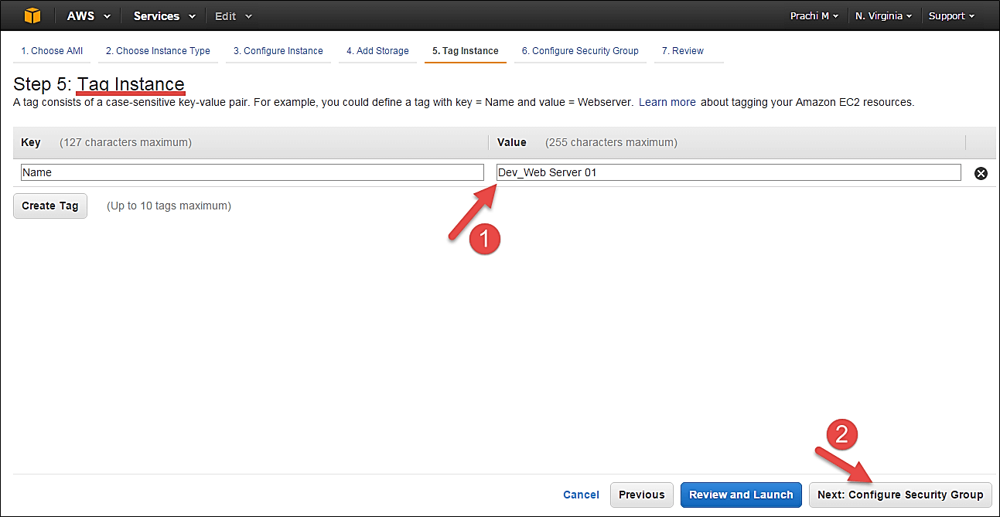 AWS Services Edit Prachi M N. Virginia Support
1. Choose AMI 2. Choose Instance Type 3. Configure Instance 4. Add Storage 5. Tag Instance 6. Configure Security Group 7. Review
Step 5: Tag Instance
A tag consists of a case-sensitive key-value pair. For example, you could define a tag with key = Name and value = Webserver. Learn more about tagging your Amazon EC2 resources.
Key (127 characters maximum) Value (255 characters maximum)
Name Dev_Web Server 01
Create Tag (Up to 10 tags maximum)
1
2
Cancel Previous Review and Launch Next: Configure Security Group